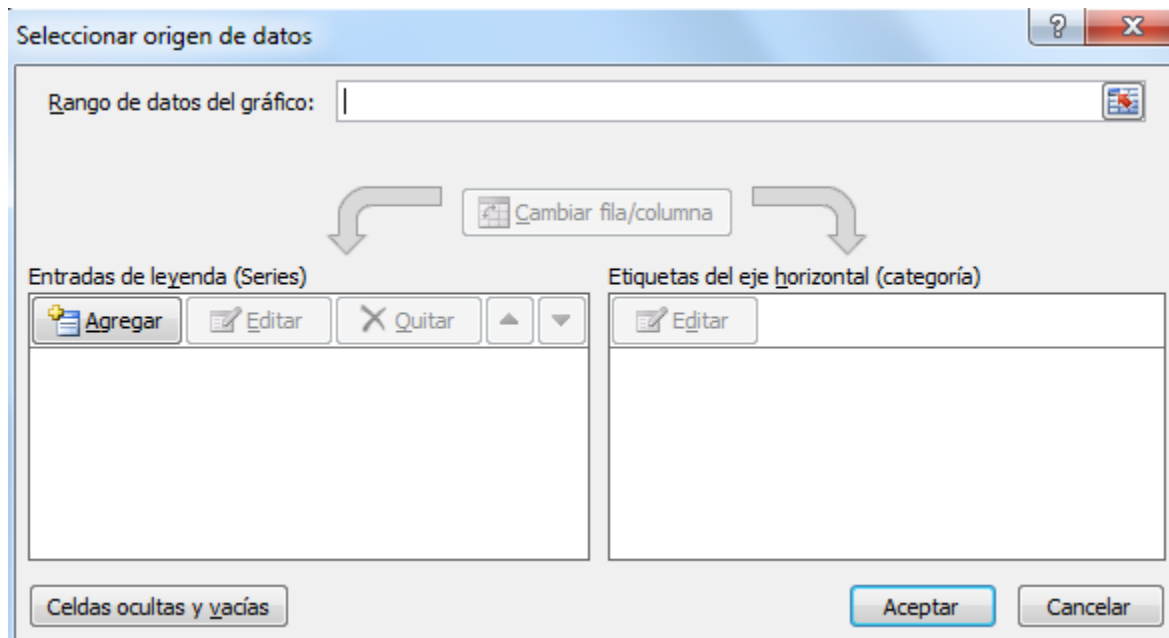 Seleccionar origen de datos
Rango de datos del gráfico:
Cambiar fila/columna
Entradas de leyenda (Series)
Etiquetas del eje horizontal (categoría)
Agregar Editar Quitar
Editar
Celdas ocultas y vacías
Aceptar Cancelar